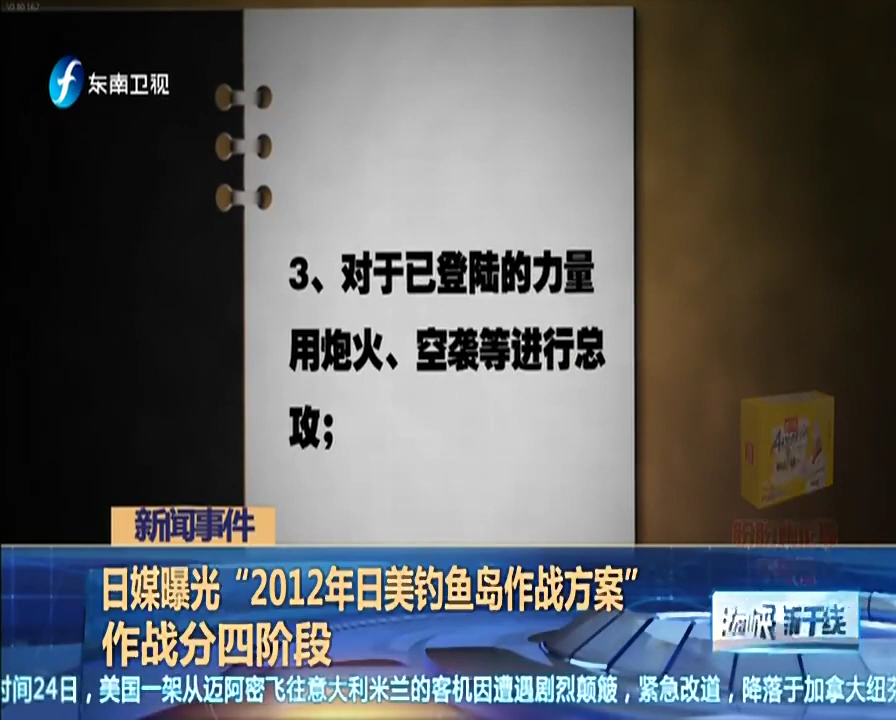 东南卫视
3、对于已登陆的力量
用炮火、空袭等进行总
攻；
新闻事件
日媒曝光“2012年日美钓鱼岛作战方案”
作战分四阶段
新干线
时间24日，美国一架从迈阿密飞往意大利米兰的客机因遭遇剧烈颠簸，紧急改道，降落于加拿大纽芬